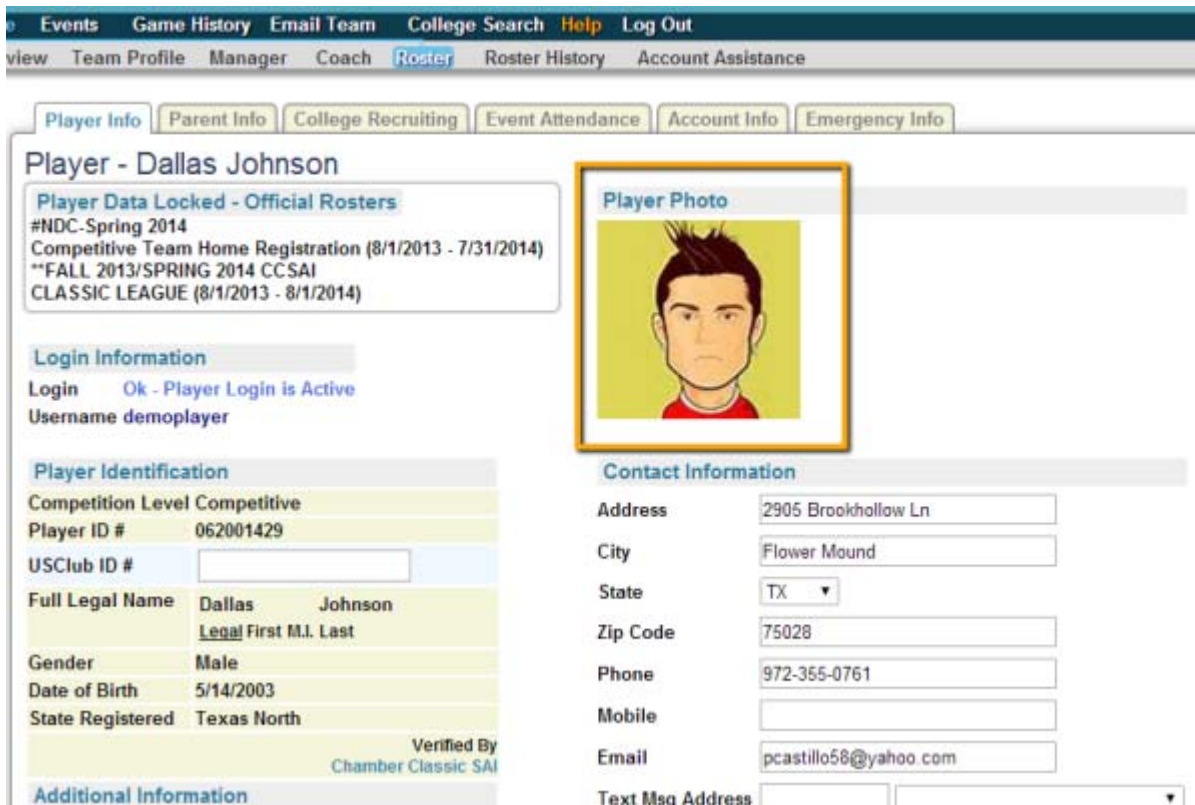 Events Game History Email Team College Search Help Log Out
view Team Profile Manager Coach Roster Roster History Account Assistance
Player Info Parent Info College Recruiting Event Attendance Account Info Emergency Info
Player - Dallas Johnson
Player Data Locked - Official Rosters
#NDC-Spring 2014
Competitive Team Home Registration (8/1/2013 - 7/31/2014)
**FALL 2013/SPRING 2014 CCSAI
CLASSIC LEAGUE (8/1/2013 - 8/1/2014)
Login Information
Login Ok - Player Login is Active
Username demoplayer
Player Identification
Competition Level Competitive
Player ID # 062001429
USClub ID #
Full Legal Name Dallas Johnson
Legal First M.I. Last
Gender Male
Date of Birth 5/14/2003
State Registered Texas North
Verified By
Chamber Classic SAI
Additional Information
Player Photo
Contact Information
Address 2905 Brookhollow Ln
City Flower Mound
State TX
Zip Code 75028
Phone 972-355-0761
Mobile
Email pcastillo58@yahoo.com
Text Msg Address